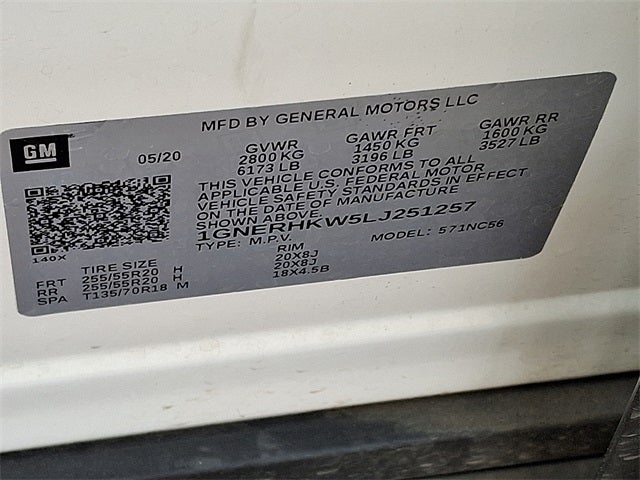 MFD BY GENERAL MOTORS LLC
GM
05/20
GVWR GAWR FRT GAWR RR
2800 KG 1450 KG 1600 KG
6173 LB 3196 LB 3527 LB
THIS VEHICLE CONFORMS TO ALL
APPLICABLE U.S. FEDERAL MOTOR
VEHICLE SAFETY STANDARDS IN EFFECT
ON THE DATE OF MANUFACTURE
SHOWN ABOVE.
1GNERHKW5LJ251257
TYPE: M.P.V. MODEL: 571NC56
140X
TIRE SIZE RIM
FRT 255/55R20 H 20X8J
RR 255/55R20 H 20X8J
SPA T135/70R18 M 18X4.5B